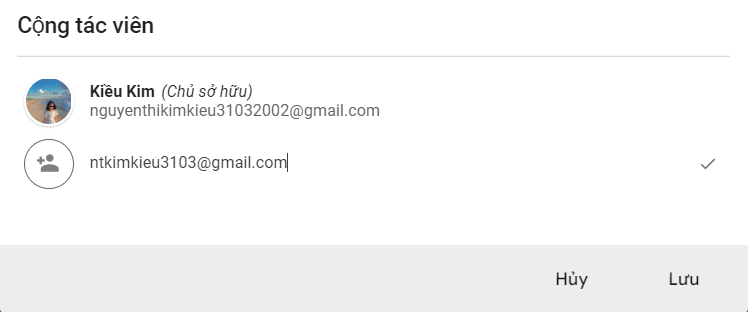 Cộng tác viên
Kiều Kim (Chủ sở hữu)
nguyenthikimkieu31032002@gmail.com
ntkimkieu3103@gmail.com
Hủy
Lưu